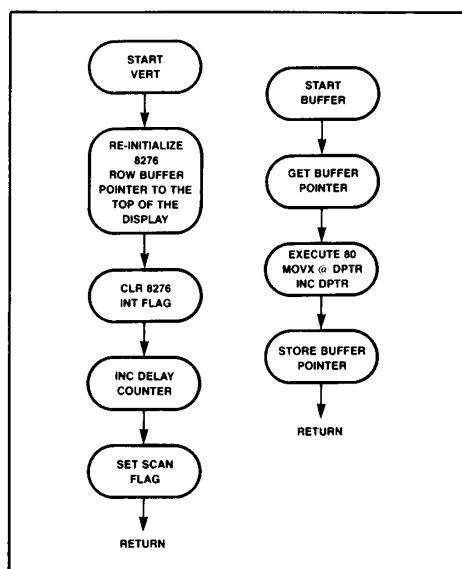 START
VERT
RE-INITIALIZE
8276
ROW BUFFER
POINTER TO THE
TOP OF THE
DISPLAY
CLR 8276
INT FLAG
INC DELAY
COUNTER
SET SCAN
FLAG
RETURN
START
BUFFER
GET BUFFER
POINTER
EXECUTE 80
MOVX @ DPTR
INC DPTR
STORE BUFFER
POINTER
RETURN